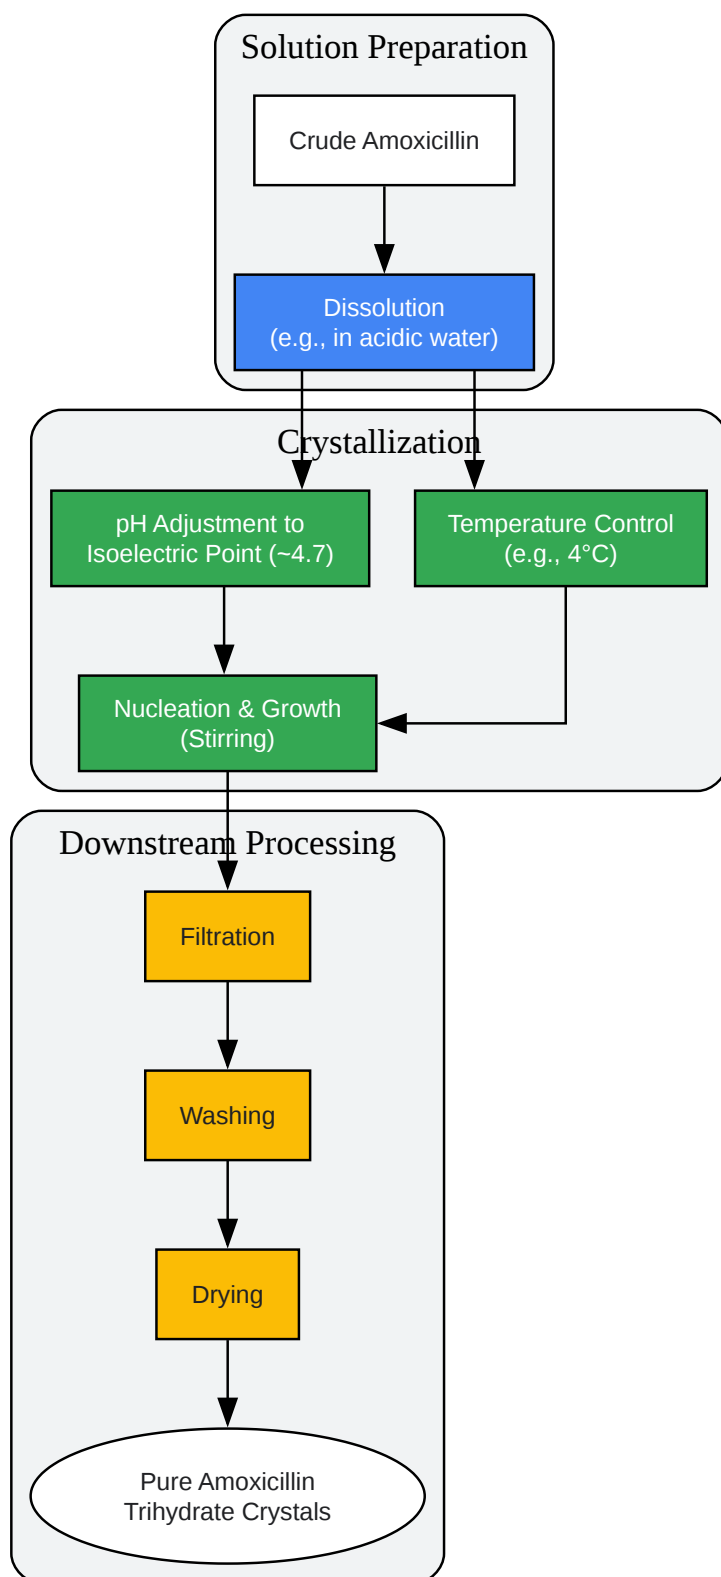 Solution Preparation
Crude Amoxicillin
Dissolution
(e.g., in acidic water)
Crystallization
pH Adjustment to
Isoelectric Point (~4.7)
Temperature Control
(e.g., 4°C)
Nucleation & Growth
(Stirring)
Downstream Processing
Filtration
Washing
Drying
Pure Amoxicillin
Trihydrate Crystals